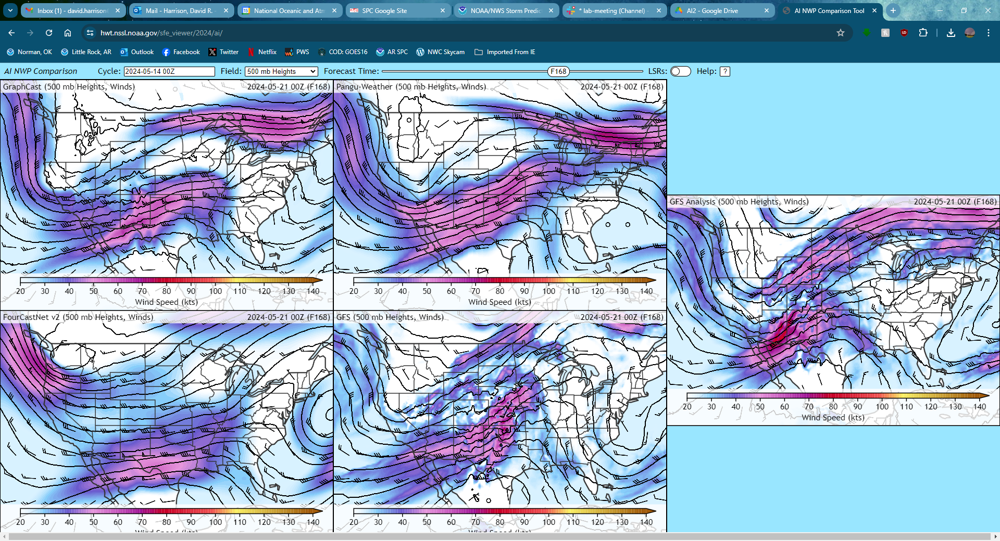 Inbox (1) - david.harrison
Mail - Harrison, David R. -
National Oceanic and Atm
SPC Google Site
NOAA/NWS Storm Predic
* lab-meeting (Channel) -
AI2 - Google Drive
AI NWP Comparison Tool
hwt.nssl.noaa.gov/sfe_viewer/2024/ai/
Norman, OK
Little Rock, AR
Outlook
Facebook
Twitter
Netflix
PWS
COD: GOES16
AR SPC
NWC Skycam
Imported From IE
AI NWP Comparison Cycle: 2024-05-14 00Z Field: 500 mb Heights Forecast Time: F168 LSRs: Help: ?
GraphCast (500 mb Heights, Winds) 2024-05-21 00Z (F168)
20 30 40 50 60 70 80 90 100 110 120 130 140
Wind Speed (kts)
Pangu-Weather (500 mb Heights, Winds) 2024-05-21 00Z (F168)
20 30 40 50 60 70 80 90 100 110 120 130 140
Wind Speed (kts)
GFS Analysis (500 mb Heights, Winds) 2024-05-21 00Z (F168)
20 30 40 50 60 70 80 90 100 110 120 130 140
Wind Speed (kts)
FourCastNet v2 (500 mb Heights, Winds) 2024-05-21 00Z (F168)
20 30 40 50 60 70 80 90 100 110 120 130 140
Wind Speed (kts)
GFS (500 mb Heights, Winds) 2024-05-21 00Z (F168)
20 30 40 50 60 70 80 90 100 110 120 130 140
Wind Speed (kts)